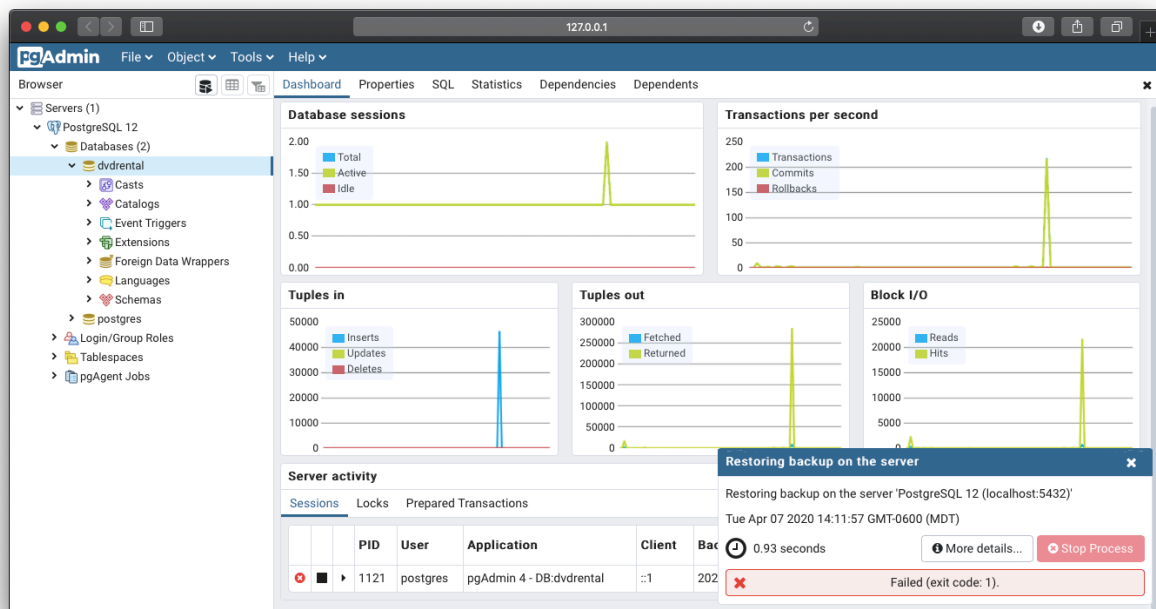 127.0.0.1
pgAdmin File Object Tools Help
Browser
Dashboard Properties SQL Statistics Dependencies Dependents
Servers (1)
PostgreSQL 12
Databases (2)
dvdrental
Casts
Catalogs
Event Triggers
Extensions
Foreign Data Wrappers
Languages
Schemas
postgres
Login/Group Roles
Tablespaces
pgAgent Jobs
Database sessions
2.00
1.50
1.00
0.50
0.00
Total
Active
Idle
Transactions per second
250
200
150
100
50
0
Transactions
Commits
Rollbacks
Tuples in
50000
40000
30000
20000
10000
0
Inserts
Updates
Deletes
Tuples out
300000
250000
200000
150000
100000
50000
0
Fetched
Returned
Block I/O
25000
20000
15000
10000
5000
0
Reads
Hits
Server activity
Sessions Locks Prepared Transactions
PID User Application Client Bac
1121 postgres pgAdmin 4 - DB:dvdrental ::1 202
Restoring backup on the server
Restoring backup on the server 'PostgreSQL 12 (localhost:5432)'
Tue Apr 07 2020 14:11:57 GMT-0600 (MDT)
0.93 seconds
More details...
Stop Process
Failed (exit code: 1).